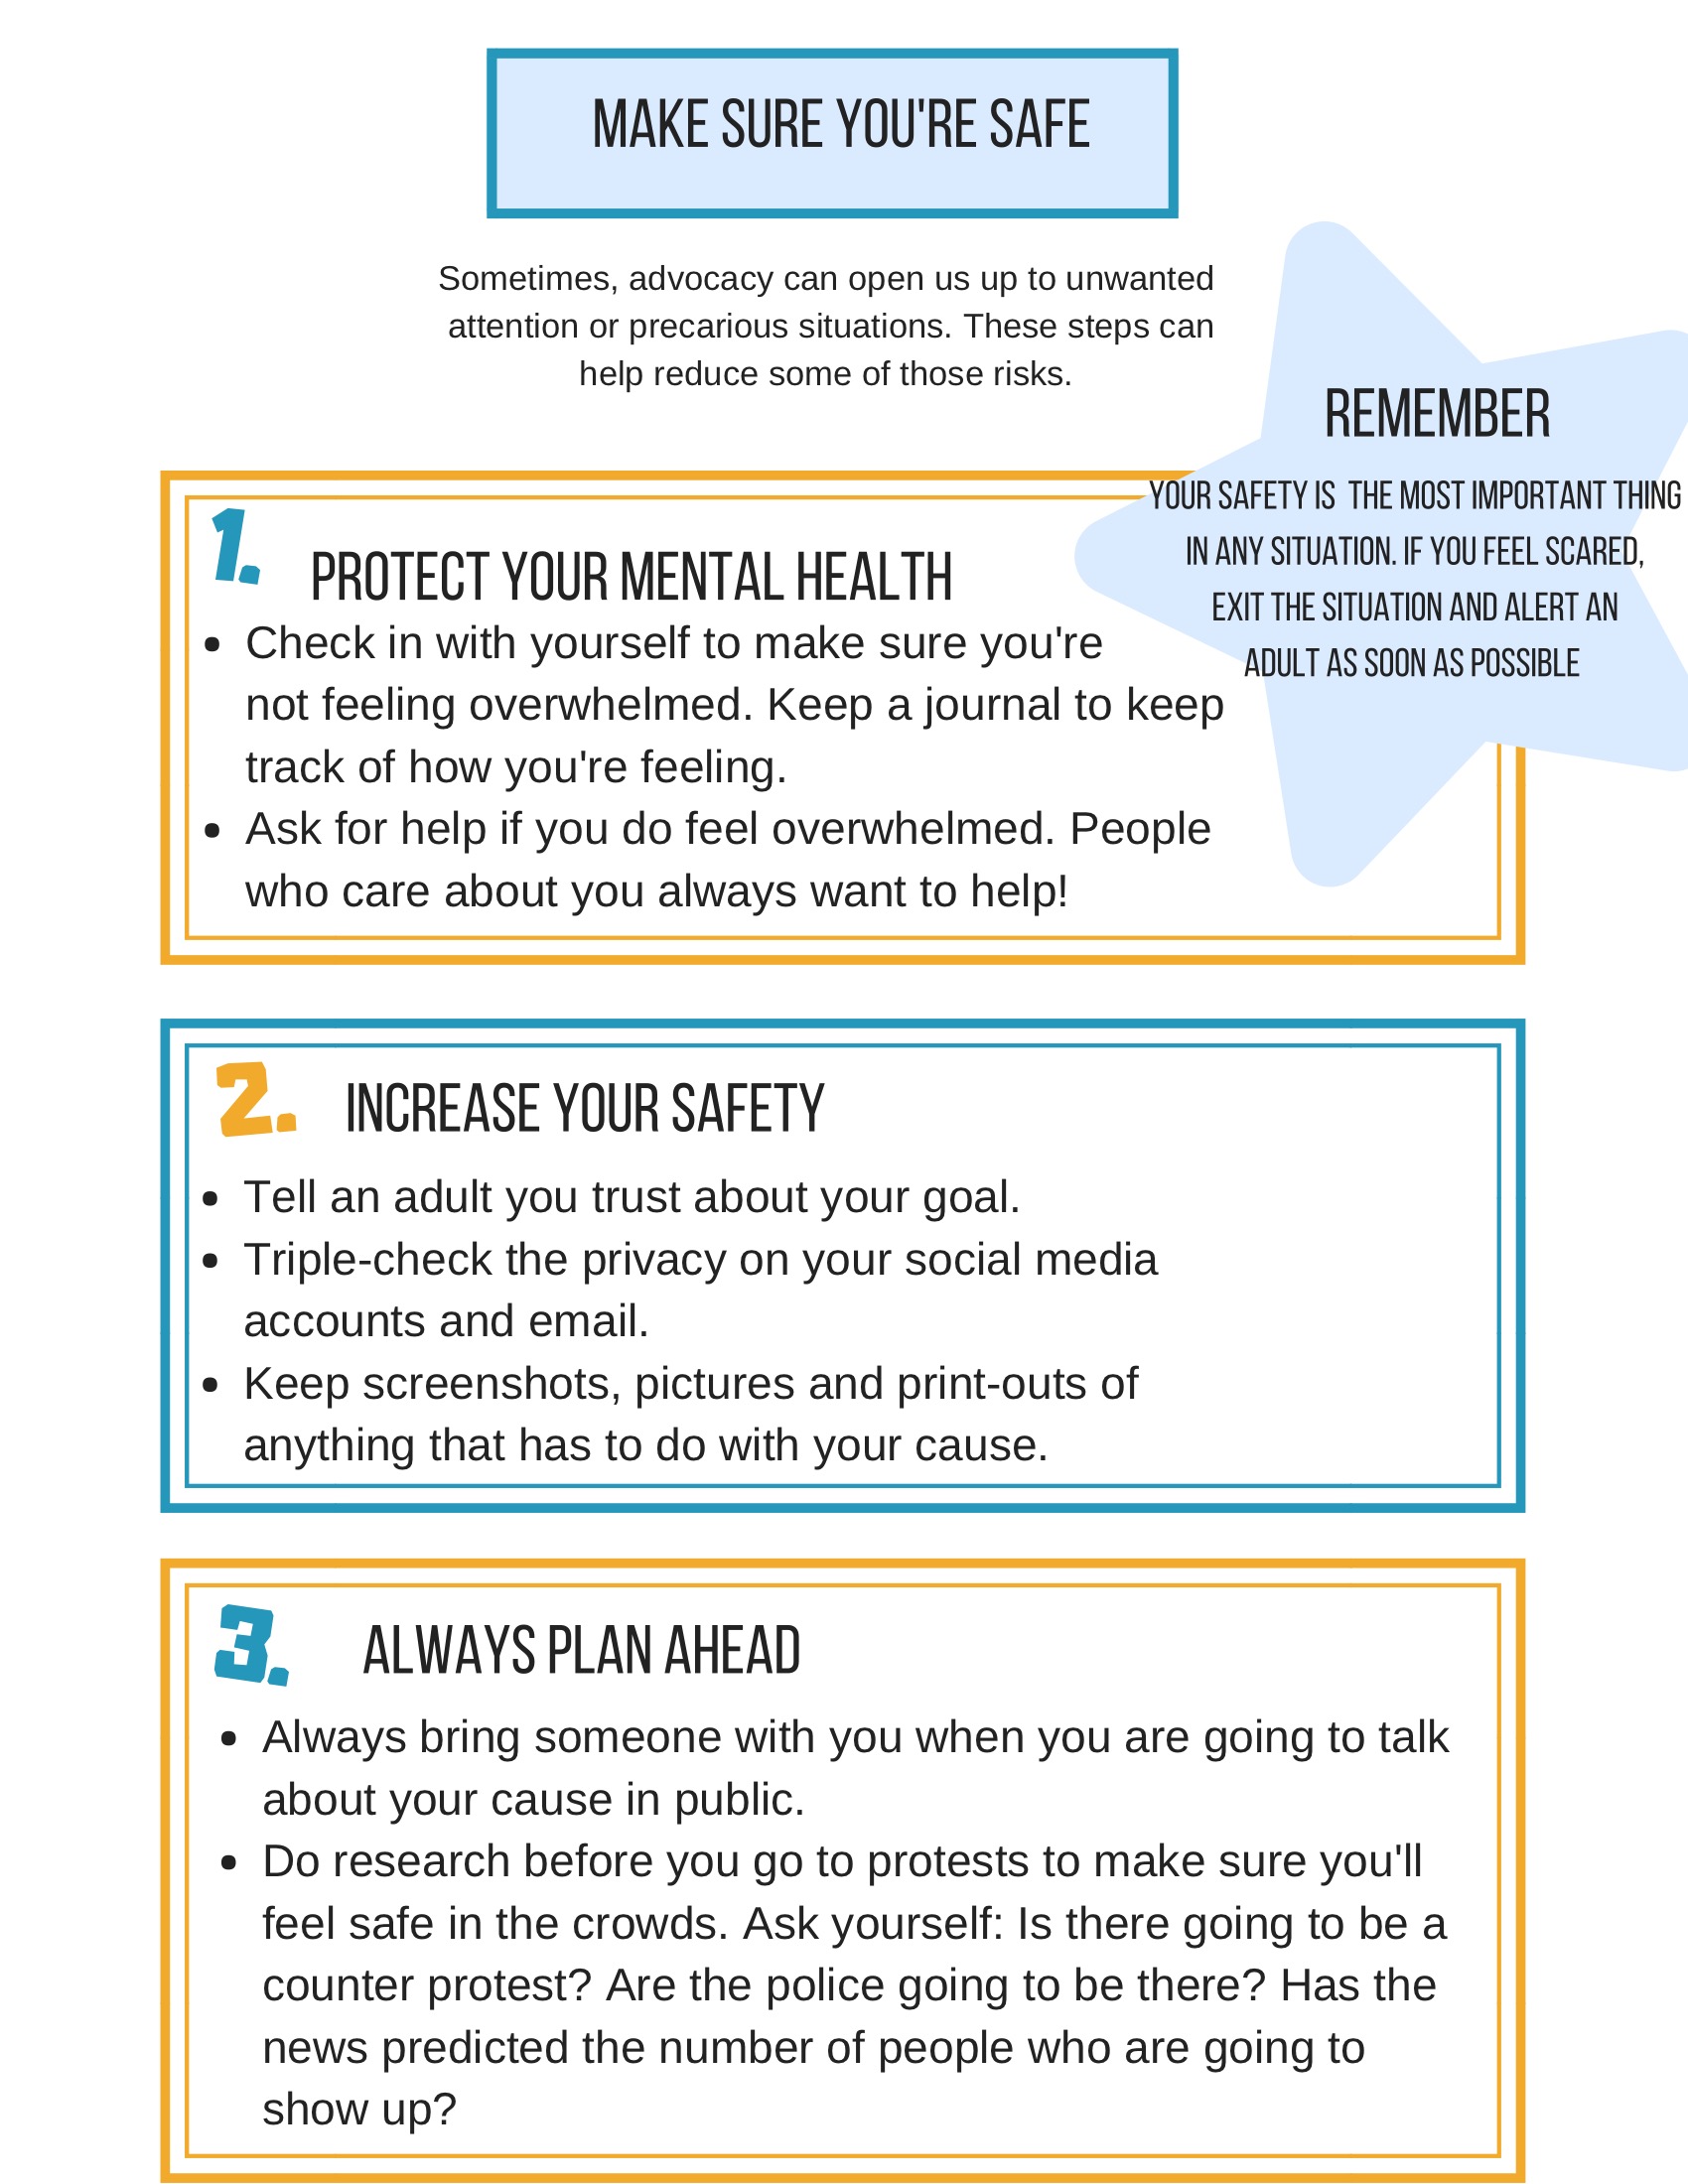 MAKE SURE YOU'RE SAFE
Sometimes, advocacy can open us up to unwanted
attention or precarious situations. These steps can
help reduce some of those risks.
REMEMBER
YOUR SAFETY IS THE MOST IMPORTANT THING
IN ANY SITUATION. IF YOU FEEL SCARED,
EXIT THE SITUATION AND ALERT AN
ADULT AS SOON AS POSSIBLE
1. PROTECT YOUR MENTAL HEALTH
• Check in with yourself to make sure you're
not feeling overwhelmed. Keep a journal to keep
track of how you're feeling.
• Ask for help if you do feel overwhelmed. People
who care about you always want to help!
2. INCREASE YOUR SAFETY
• Tell an adult you trust about your goal.
• Triple-check the privacy on your social media
accounts and email.
• Keep screenshots, pictures and print-outs of
anything that has to do with your cause.
3. ALWAYS PLAN AHEAD
• Always bring someone with you when you are going to talk
about your cause in public.
• Do research before you go to protests to make sure you'll
feel safe in the crowds. Ask yourself: Is there going to be a
counter protest? Are the police going to be there? Has the
news predicted the number of people who are going to
show up?